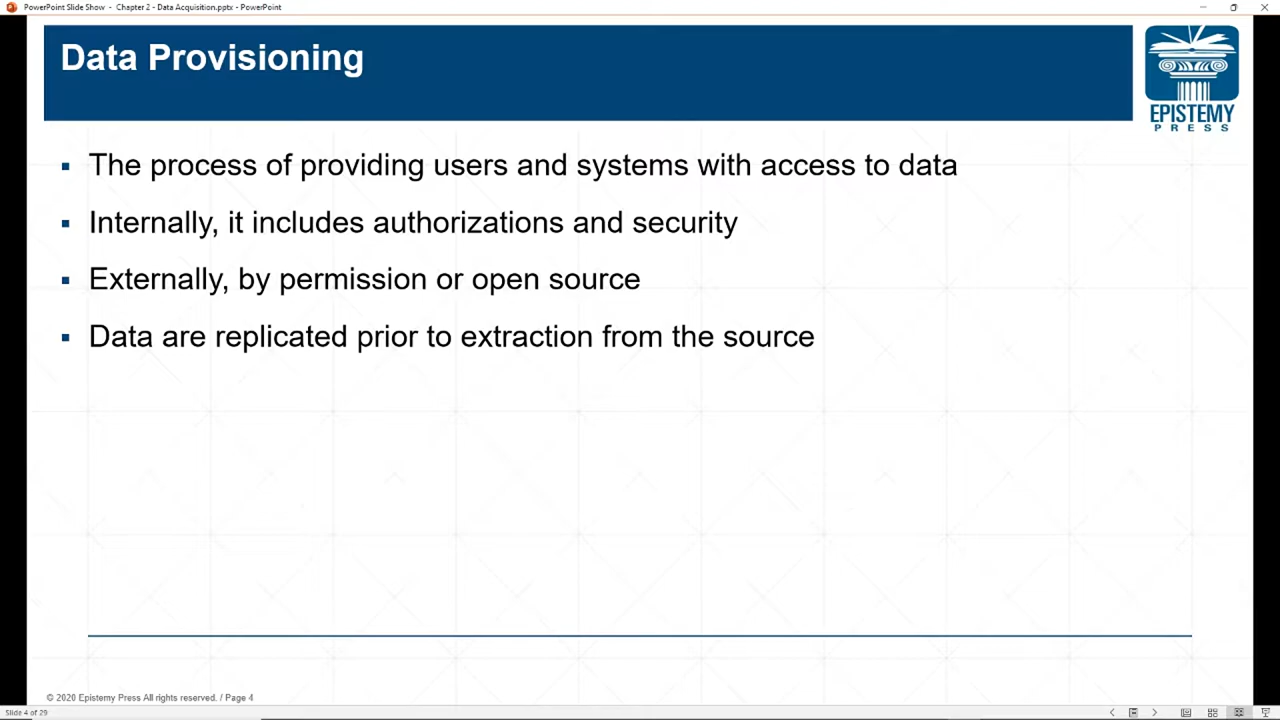 PowerPoint Slide Show - Chapter 2 - Data Acquisition.pptx - PowerPoint
Data Provisioning
EPISTEMY
PRESS
▪ The process of providing users and systems with access to data
▪ Internally, it includes authorizations and security
▪ Externally, by permission or open source
▪ Data are replicated prior to extraction from the source
© 2020 Epistemy Press All rights reserved. / Page 4
Slide 4 of 29